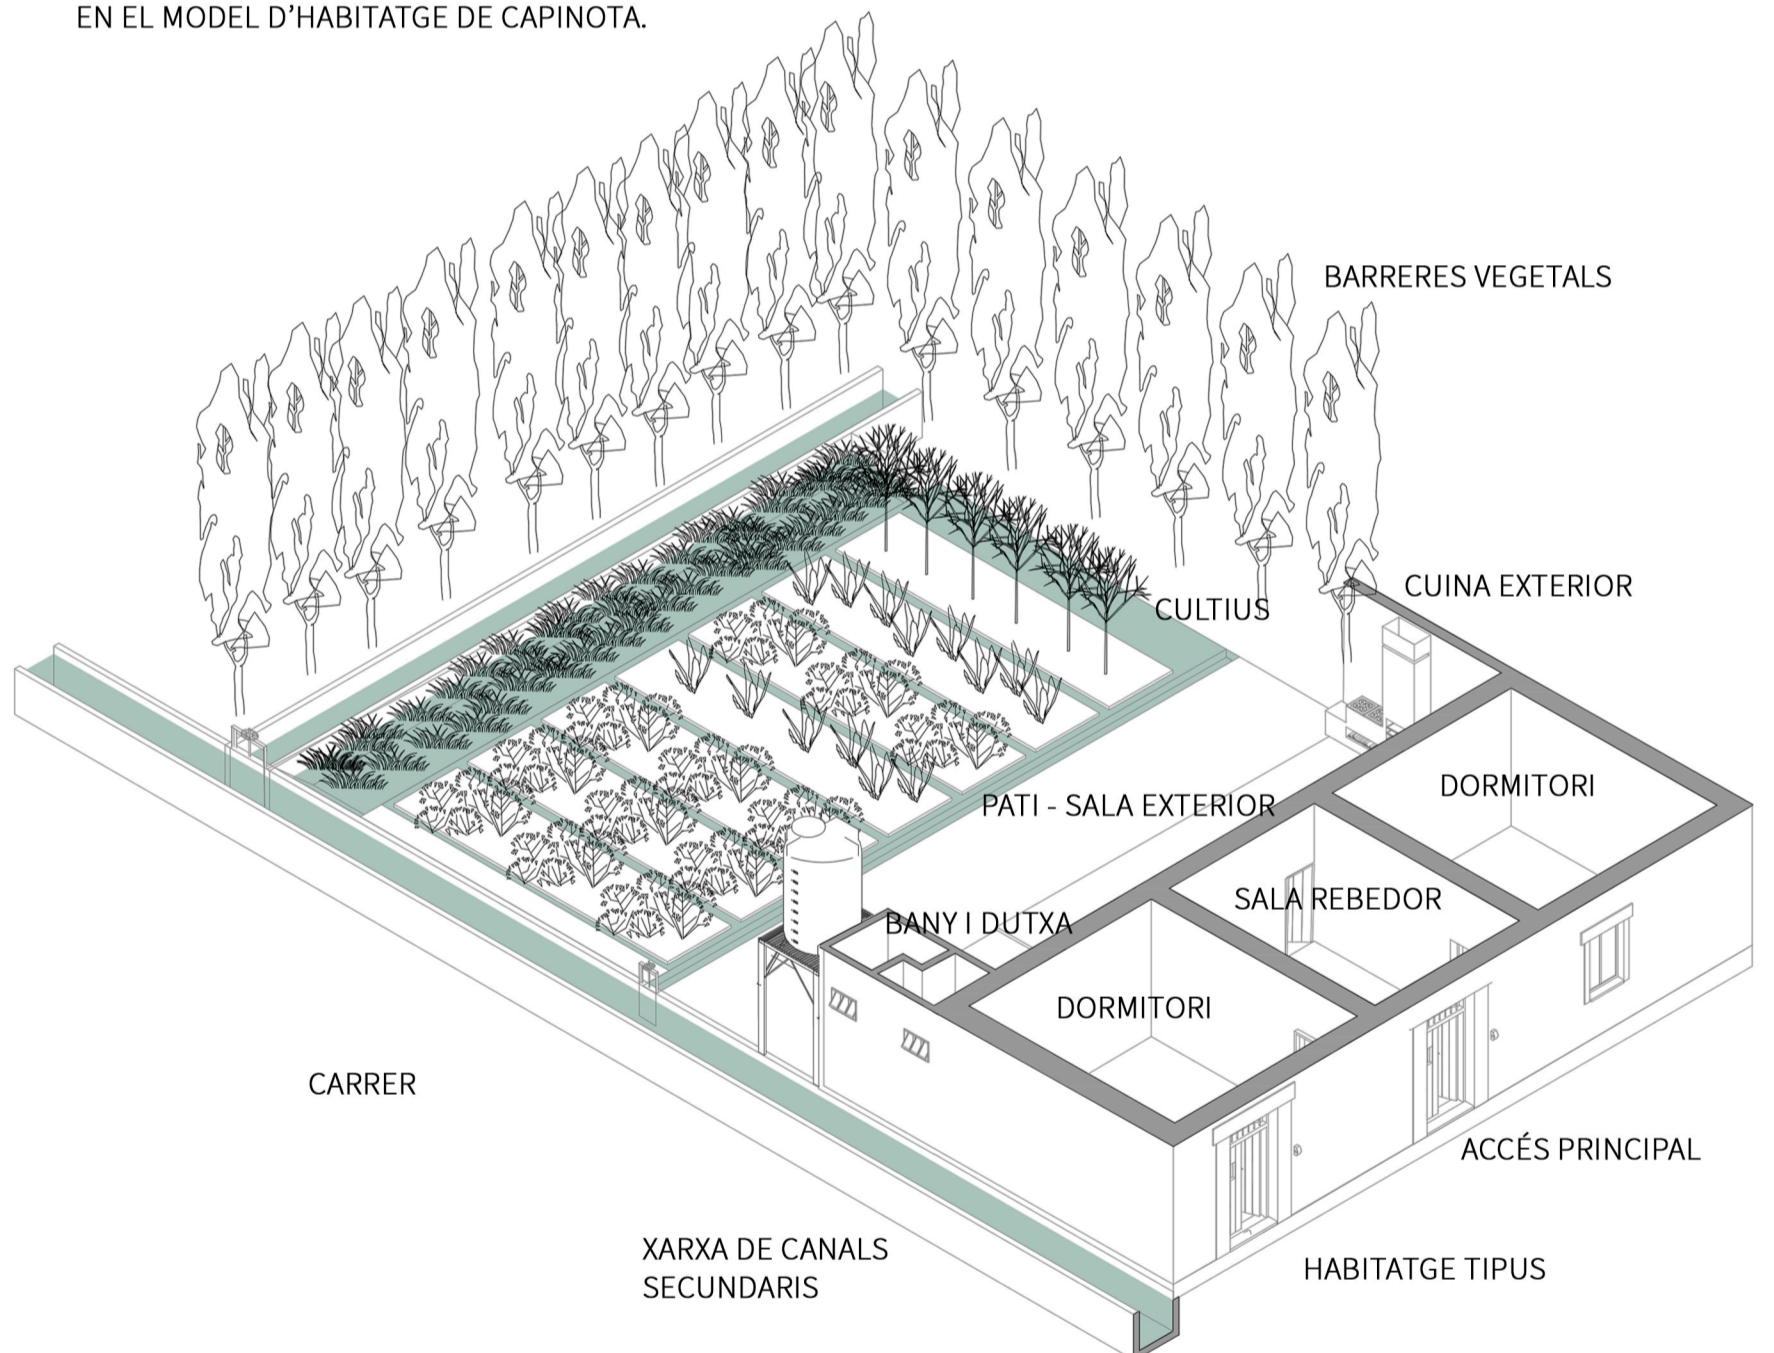 EN EL MODEL D’HABITATGE DE CAPINOTA.
BARRERES VEGETALS
CUINA EXTERIOR
CULTIUS
DORMITORI
PATI - SALA EXTERIOR
SALA REBEDOR
BANY I DUTXA
DORMITORI
CARRER
ACCÉS PRINCIPAL
XARXA DE CANALS
SECUNDARIS
HABITATGE TIPUS